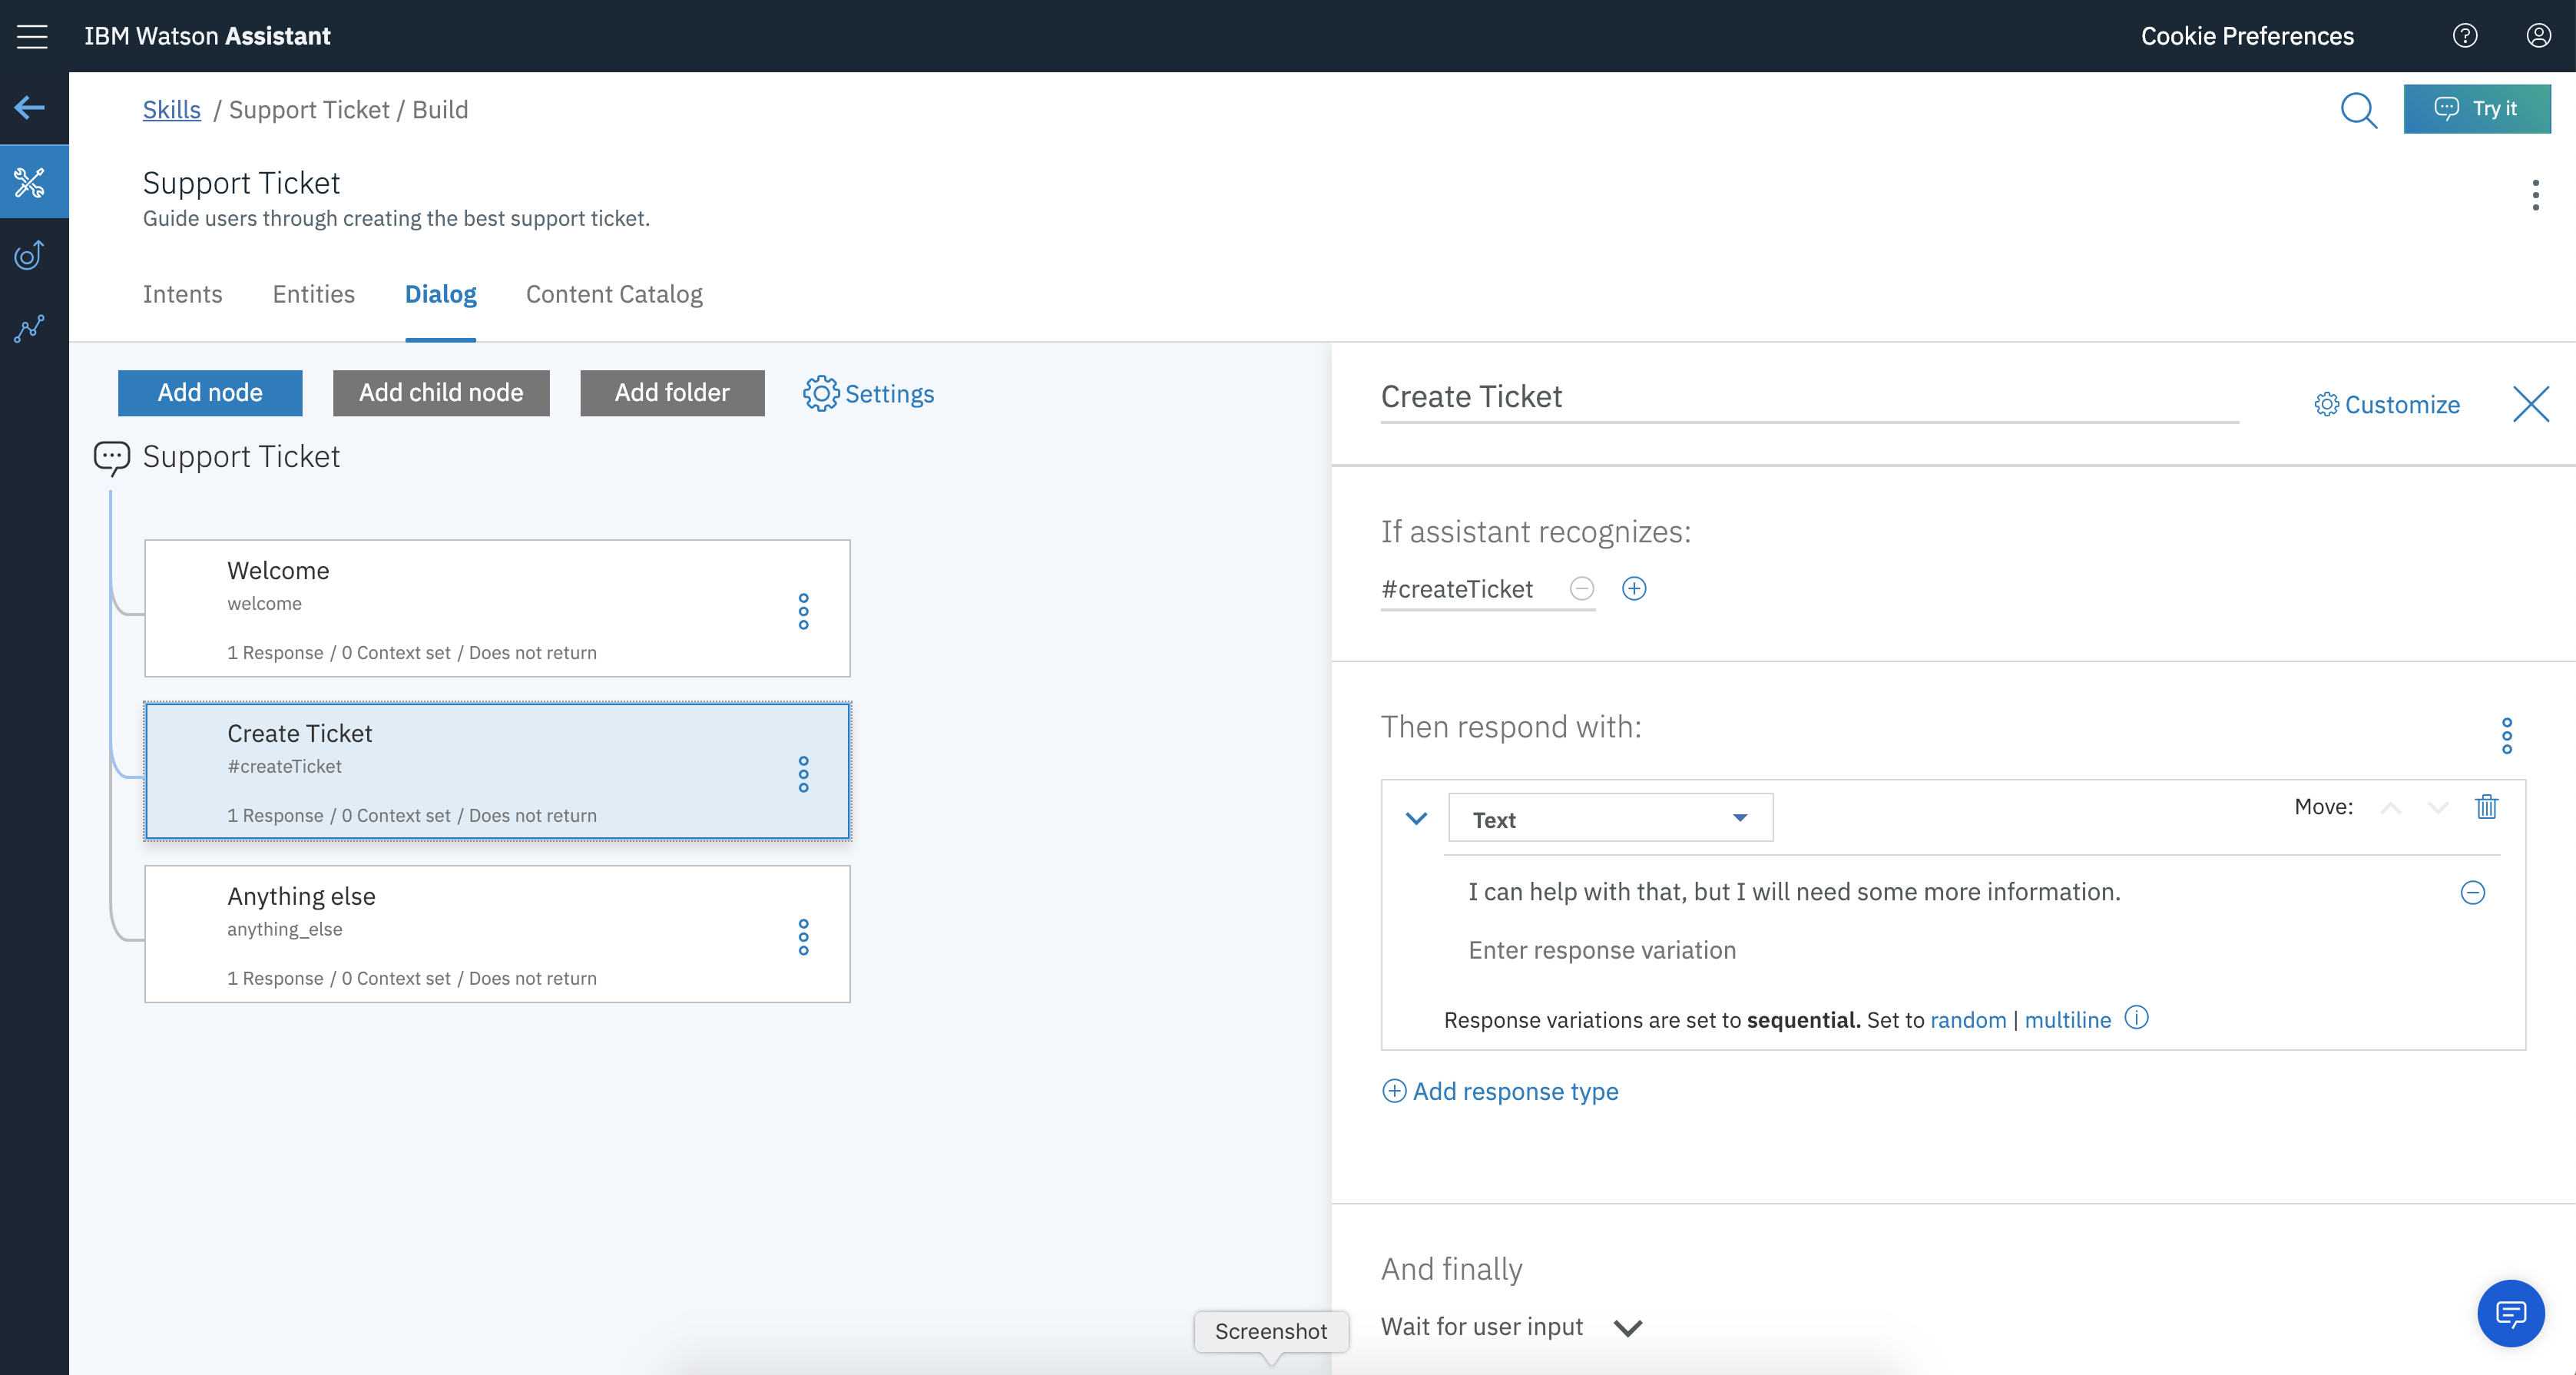 IBM Watson Assistant
Cookie Preferences
Skills / Support Ticket / Build
Try it
Support Ticket
Guide users through creating the best support ticket.
Intents Entities Dialog Content Catalog
Add node Add child node Add folder Settings
Support Ticket
Welcome
welcome
1 Response / 0 Context set / Does not return
Create Ticket
#createTicket
1 Response / 0 Context set / Does not return
Anything else
anything_else
1 Response / 0 Context set / Does not return
Create Ticket
Customize
If assistant recognizes:
#createTicket
Then respond with:
Text
Move:
I can help with that, but I will need some more information.
Enter response variation
Response variations are set to sequential. Set to random | multiline
Add response type
And finally
Wait for user input
Screenshot